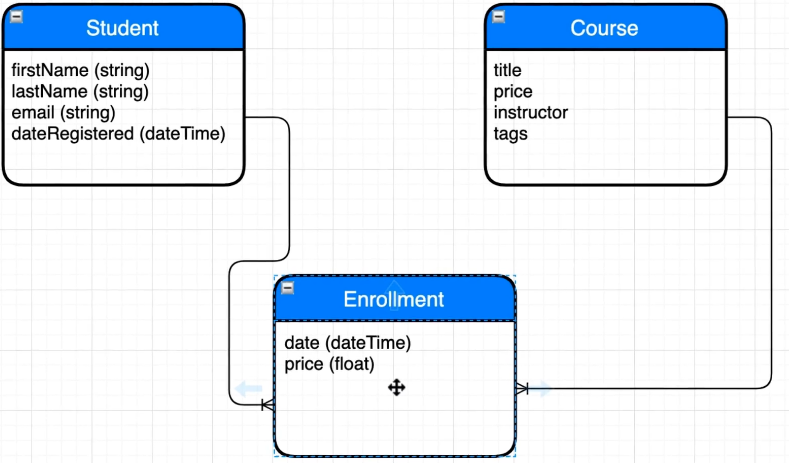 Student
firstName (string)
lastName (string)
email (string)
dateRegistered (dateTime)
Course
title
price
instructor
tags
Enrollment
date (dateTime)
price (float)